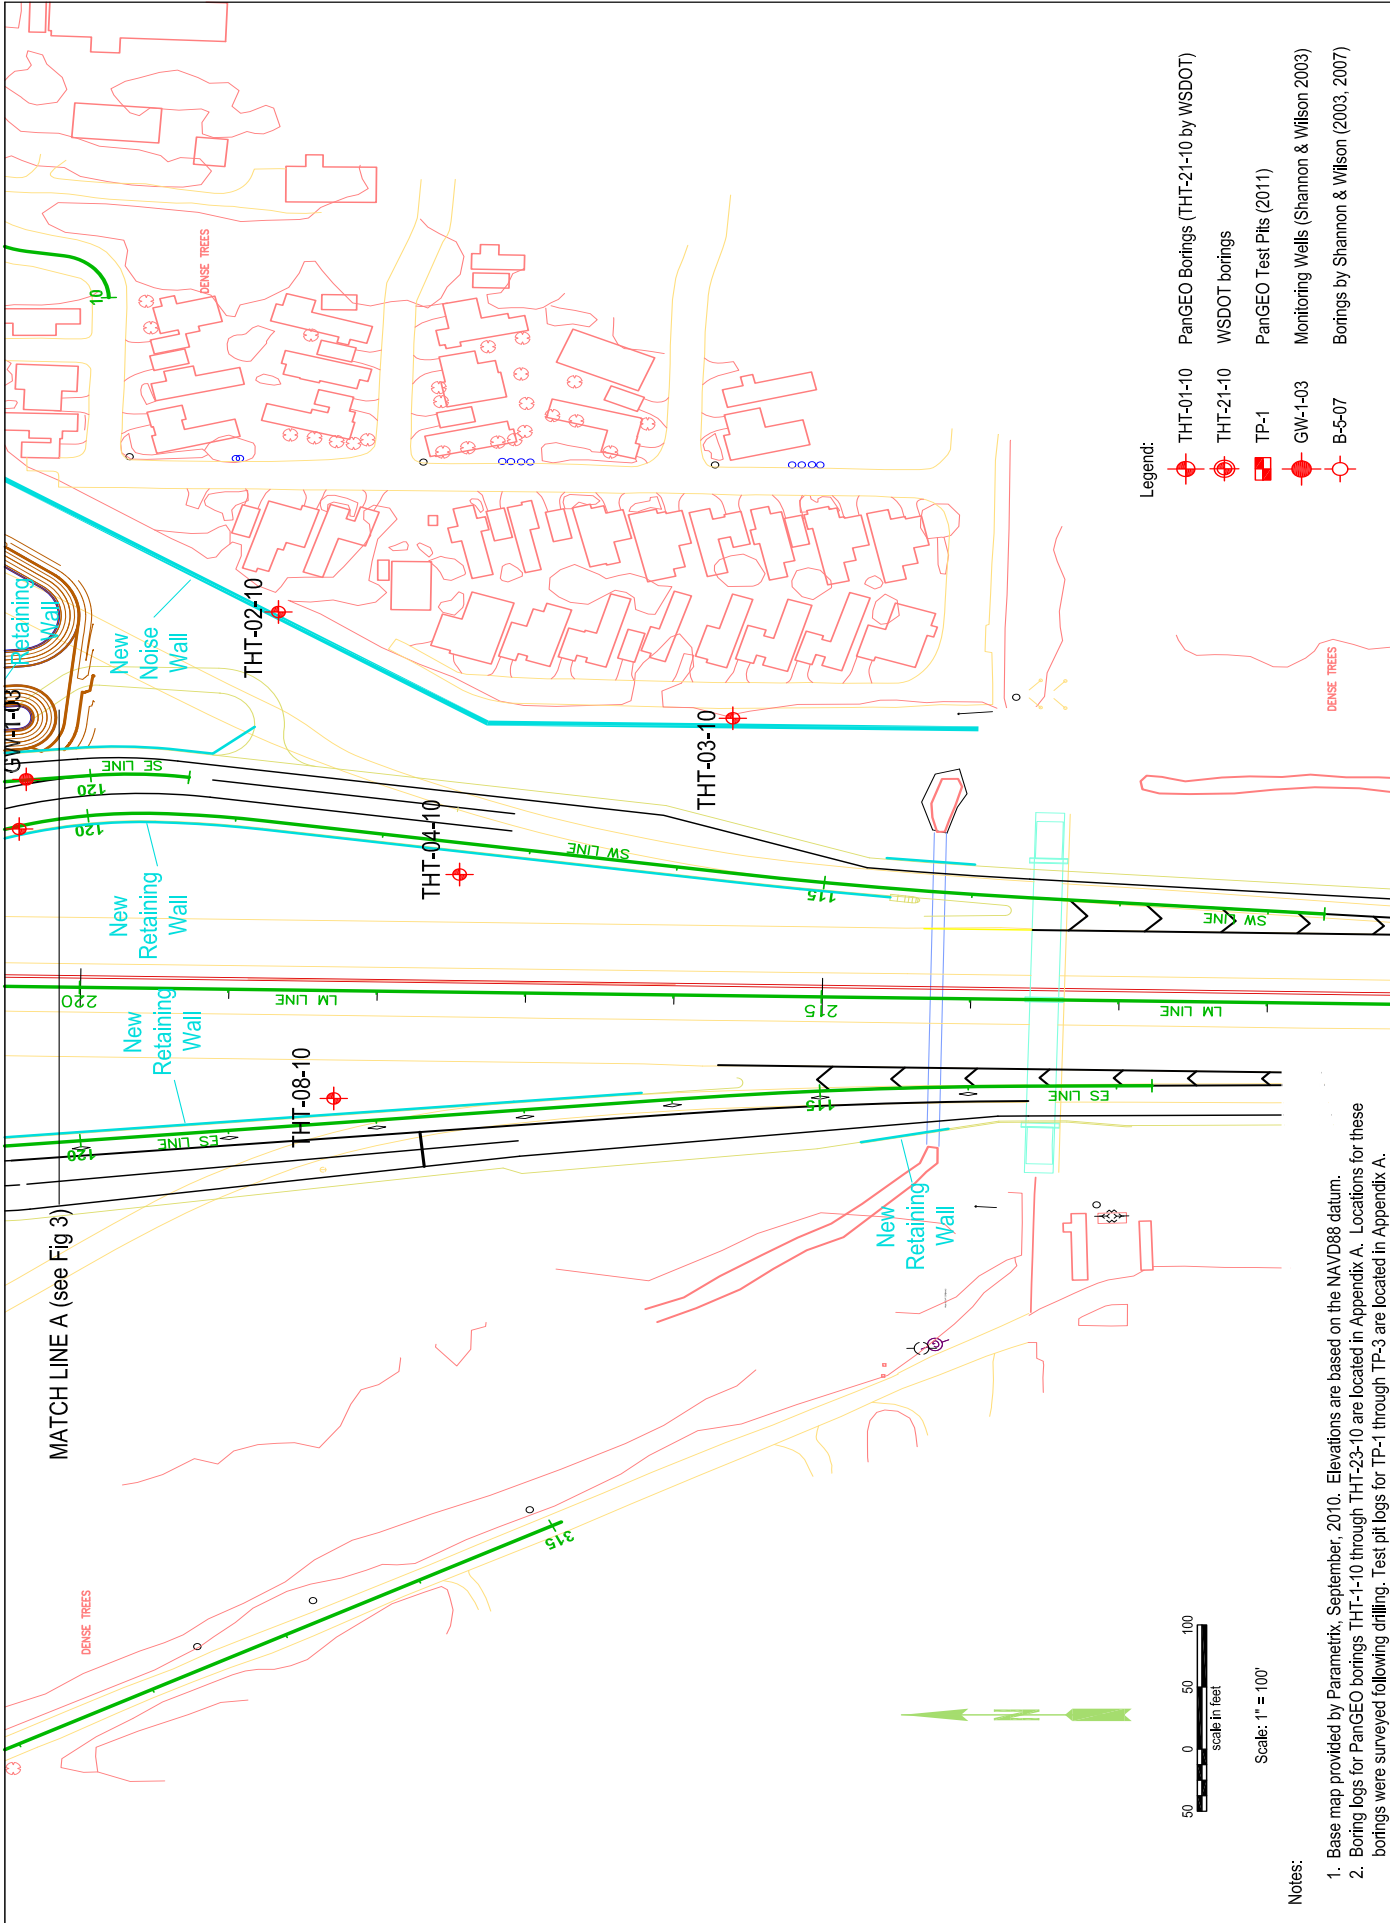 MATCH LINE A (see Fig 3)
GW-1-03
Retaining
Wall
New
Noise
Wall
THT-02-10
THT-03-10
THT-04-10
THT-08-10
New
Retaining
Wall
New
Retaining
Wall
New
Retaining
Wall
SE LINE
120
120
SW LINE
115
SW LINE
220
LM LINE
215
LM LINE
120
ES LINE
115
ES LINE
315
10
DENSE TREES
DENSE TREES
DENSE TREES
N
50 0 50 100
scale in feet
Scale: 1" = 100'
Legend:
THT-01-10 PanGEO Borings (THT-21-10 by WSDOT)
THT-21-10 WSDOT borings
TP-1 PanGEO Test Pits (2011)
GW-1-03 Monitoring Wells (Shannon & Wilson 2003)
B-5-07 Borings by Shannon & Wilson (2003, 2007)
Notes:
1. Base map provided by Parametrix, September, 2010. Elevations are based on the NAVD88 datum.
2. Boring logs for PanGEO borings THT-1-10 through THT-23-10 are located in Appendix A. Locations for these
borings were surveyed following drilling. Test pit logs for TP-1 through TP-3 are located in Appendix A.